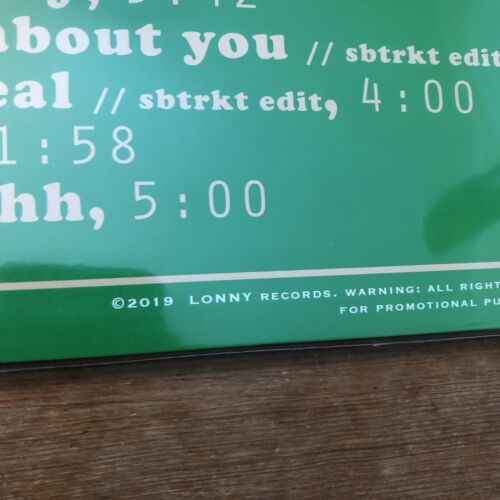 about you // sbtrkt edit
eal // sbtrkt edit, 4:00
1:58
hh, 5:00
©2019 LONNY RECORDS. WARNING: ALL RIGHT
FOR PROMOTIONAL PU